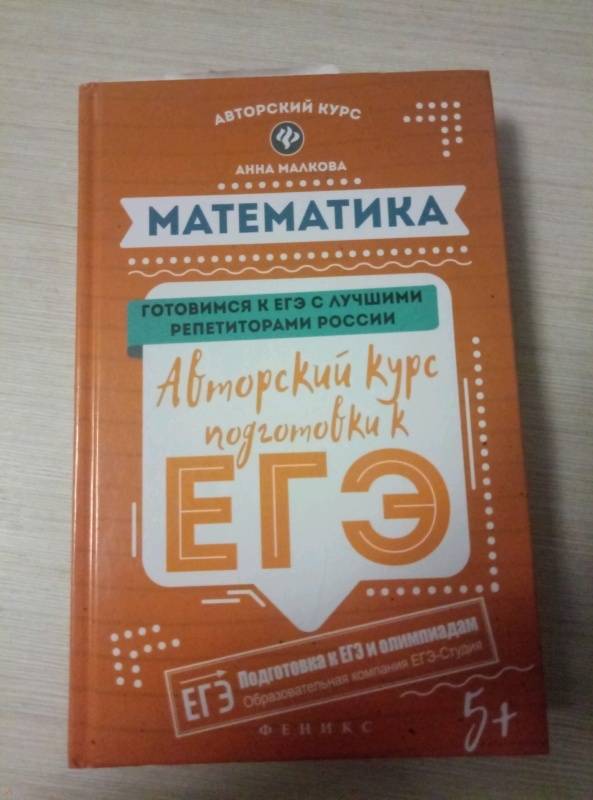 АВТОРСКИЙ КУРС
АННА МАЛКОВА
МАТЕМАТИКА
ГОТОВИМСЯ К ЕГЭ С ЛУЧШИМИ
РЕПЕТИТОРАМИ РОССИИ
Авторский курс
подготовки к
ЕГЭ
ЕГЭ
Подготовка к ЕГЭ и олимпиадам
Образовательная компания ЕГЭ-Студия
ФЕНИКС
5+